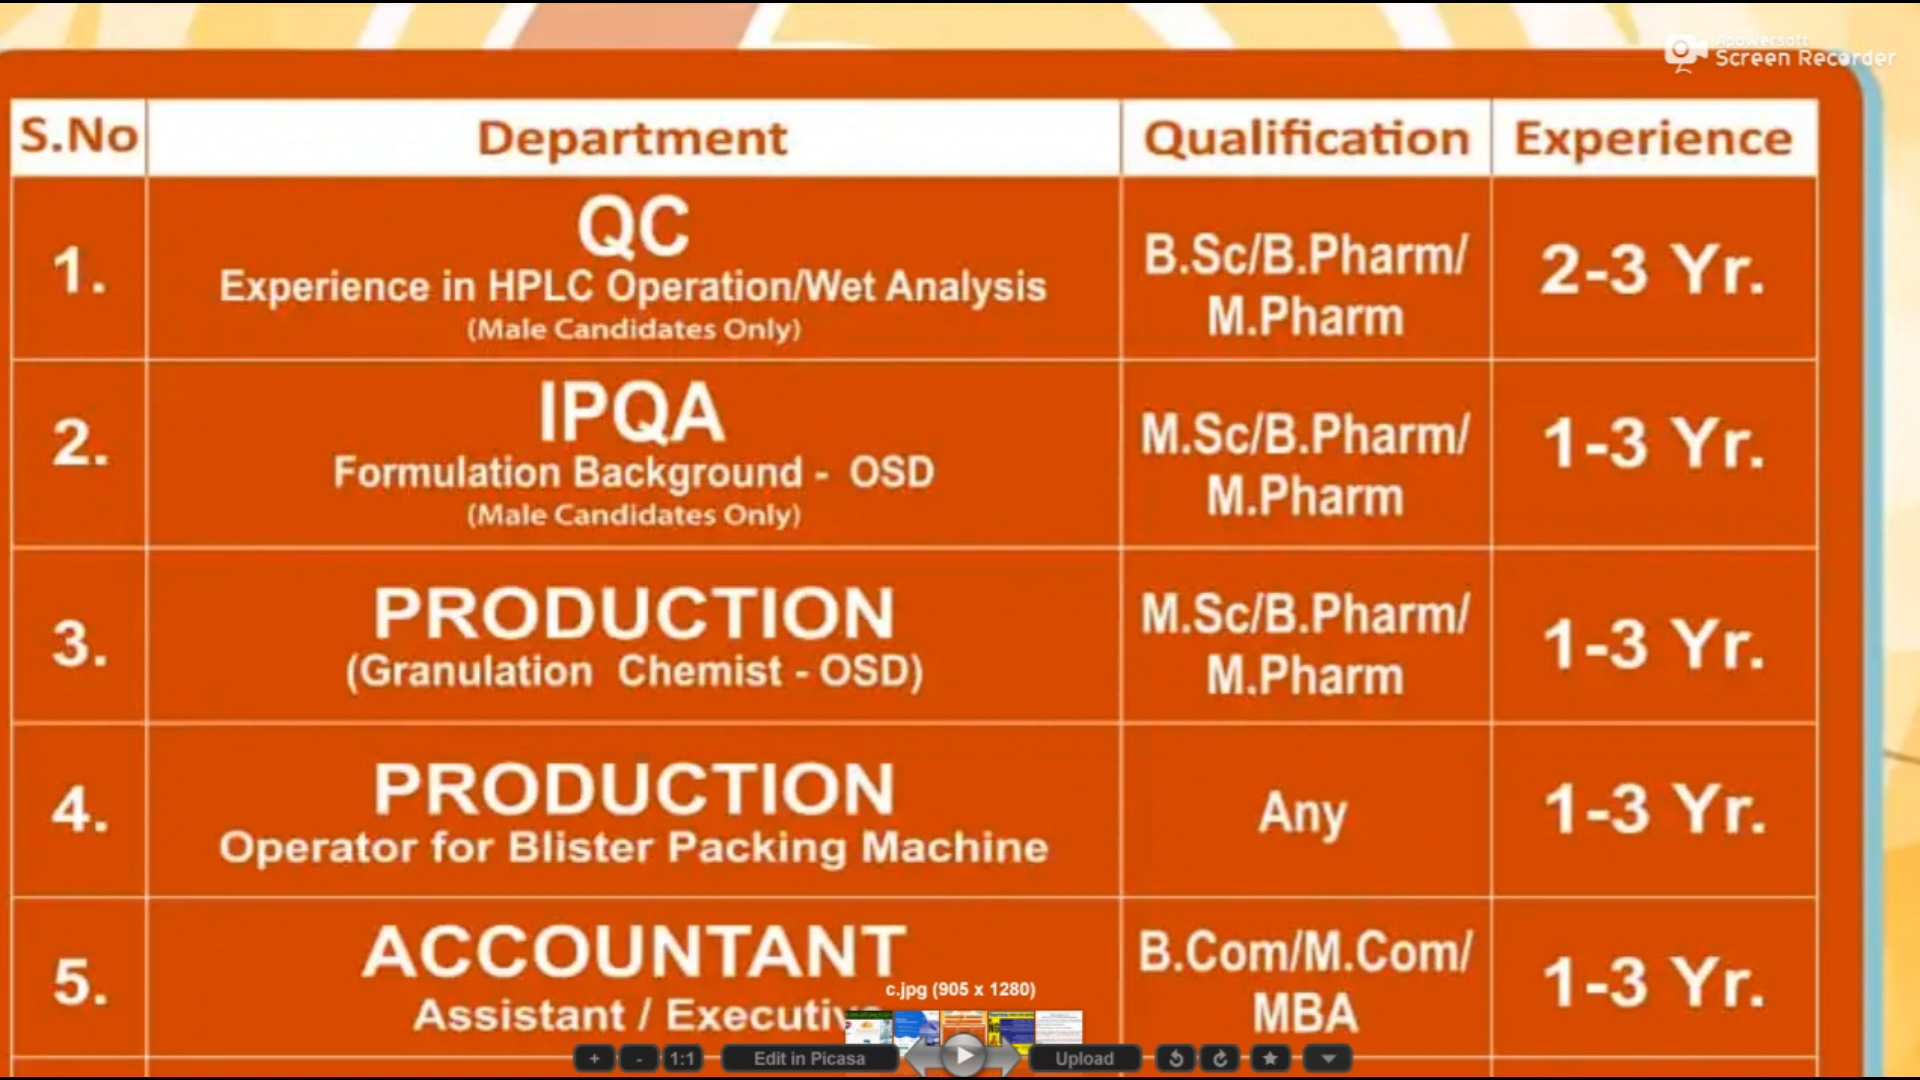 Apowersoft
Screen Recorder
S.No Department Qualification Experience
1. QC
Experience in HPLC Operation/Wet Analysis
(Male Candidates Only)
B.Sc/B.Pharm/
M.Pharm
2-3 Yr.
2. IPQA
Formulation Background - OSD
(Male Candidates Only)
M.Sc/B.Pharm/
M.Pharm
1-3 Yr.
3. PRODUCTION
(Granulation Chemist - OSD)
M.Sc/B.Pharm/
M.Pharm
1-3 Yr.
4. PRODUCTION
Operator for Blister Packing Machine
Any
1-3 Yr.
5. ACCOUNTANT
Assistant / Executive
B.Com/M.Com/
MBA
1-3 Yr.
c.jpg (905 x 1280)
+ - 1:1 Edit in Picasa Upload